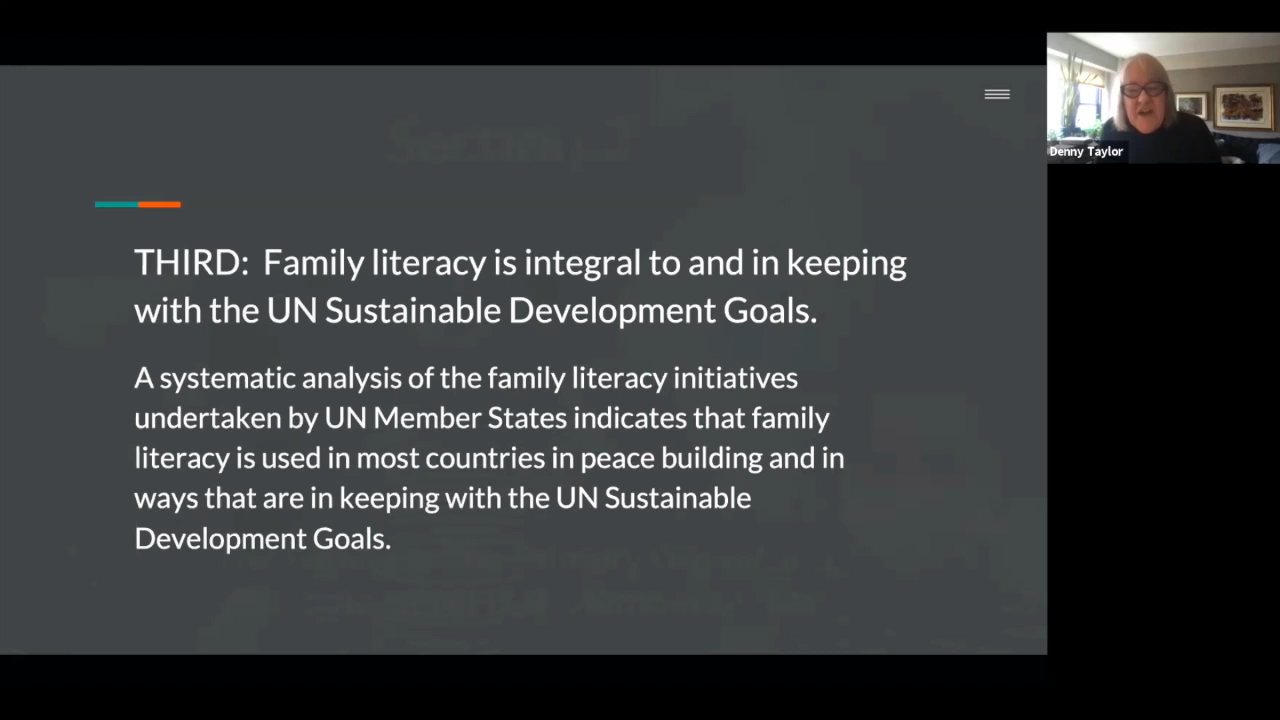 THIRD: Family literacy is integral to and in keeping
with the UN Sustainable Development Goals.
A systematic analysis of the family literacy initiatives
undertaken by UN Member States indicates that family
literacy is used in most countries in peace building and in
ways that are in keeping with the UN Sustainable
Development Goals.
Denny Taylor